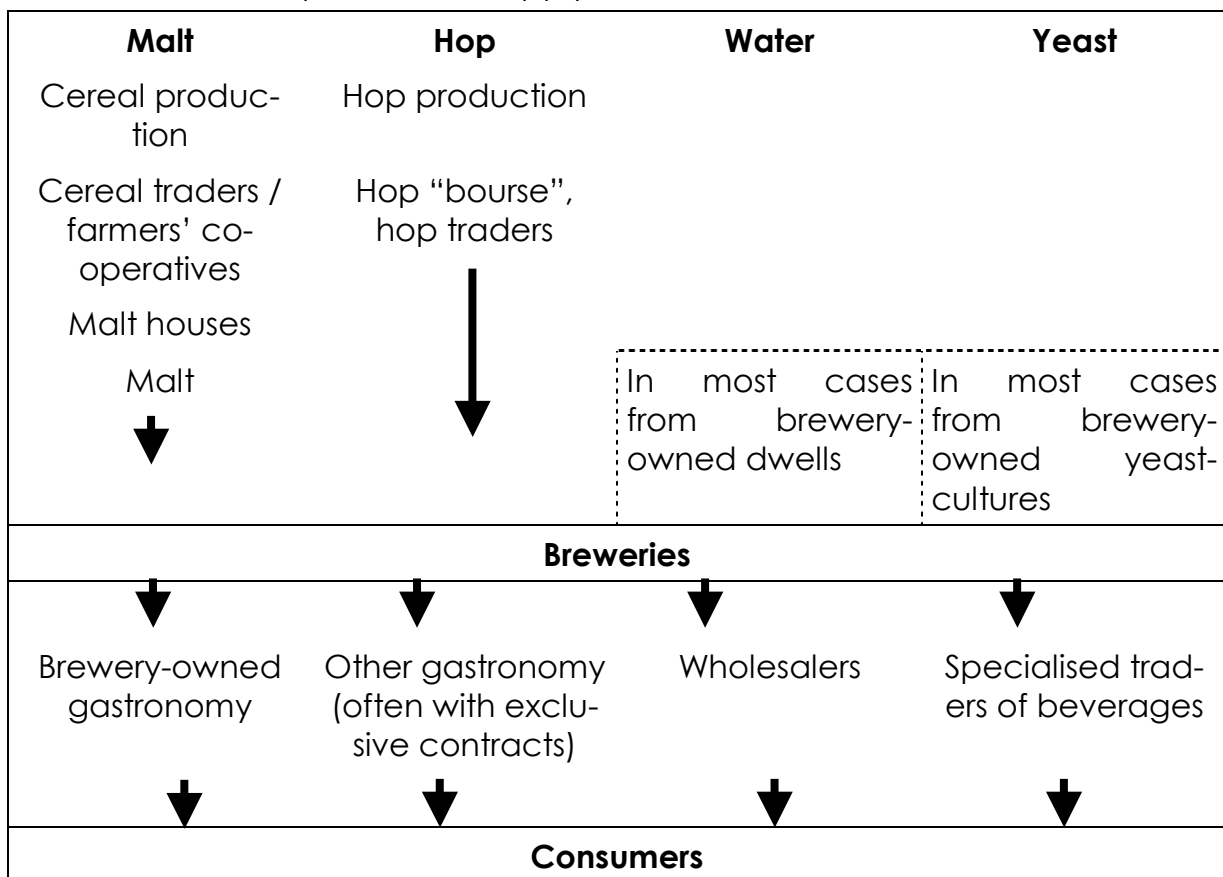 Malt
Hop
Water
Yeast
Cereal produc-
tion
Hop production
Cereal traders /
farmers’ co-
operatives
Hop “bourse”,
hop traders
Malt houses
Malt
In most cases
from brewery-
owned dwells
In most cases
from brewery-
owned yeast-
cultures
Breweries
Brewery-owned
gastronomy
Other gastronomy
(often with exclu-
sive contracts)
Wholesalers
Specialised trad-
ers of beverages
Consumers